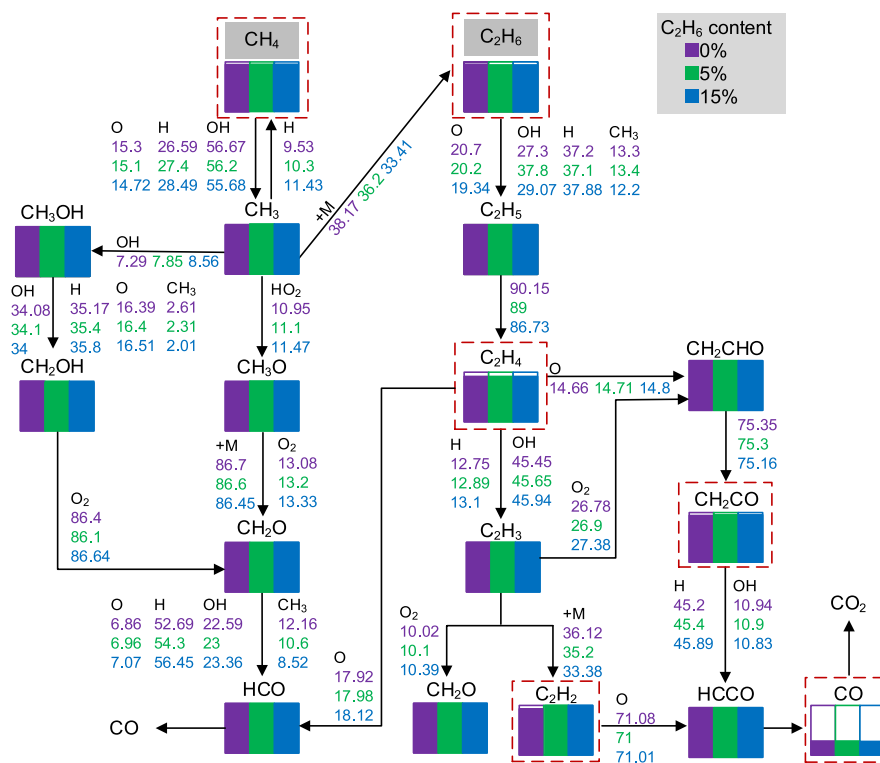 CH4
C2H6
C2H6 content
0%
5%
15%
O H OH H
15.3 26.59 56.67 9.53
15.1 27.4 56.2 10.3
14.72 28.49 55.68 11.43
+M
38.17 36.2 33.41
O OH H CH3
20.7 27.3 37.2 13.3
20.2 37.8 37.1 13.4
19.34 29.07 37.88 12.2
CH3OH
CH3
C2H5
OH
7.29 7.85 8.56
OH H O CH3
34.08 35.17 16.39 2.61
34.1 35.4 16.4 2.31
34 35.8 16.51 2.01
HO2
10.95
11.1
11.47
90.15
89
86.73
CH2OH
CH3O
C2H4
CH2CHO
O
14.66 14.71 14.8
+M O2
86.7 13.08
86.6 13.2
86.45 13.33
H OH
12.75 45.45
12.89 45.65
13.1 45.94
75.35
75.3
75.16
O2
86.4
86.1
86.64
O2
26.78
26.9
27.38
CH2O
C2H3
CH2CO
O H OH CH3
6.86 52.69 22.59 12.16
6.96 54.3 23 10.6
7.07 56.45 23.36 8.52
O
17.92
17.98
18.12
O2
10.02
10.1
10.39
+M
36.12
35.2
33.38
H OH
45.2 10.94
45.4 10.9
45.89 10.83
CO2
HCO
CH2O
C2H2
HCCO
CO
CO
O
71.08
71
71.01